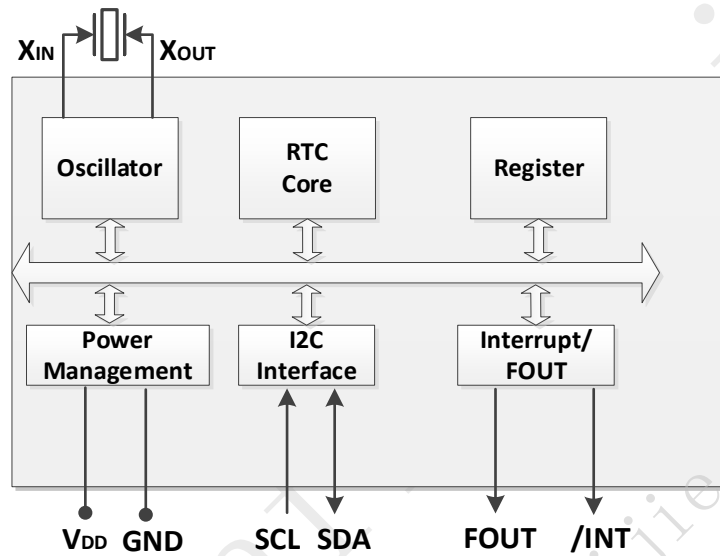 XIN XOUT
Oscillator
RTC
Core
Register
Power
Management
I2C
Interface
Interrupt/
FOUT
VDD GND SCL SDA FOUT /INT